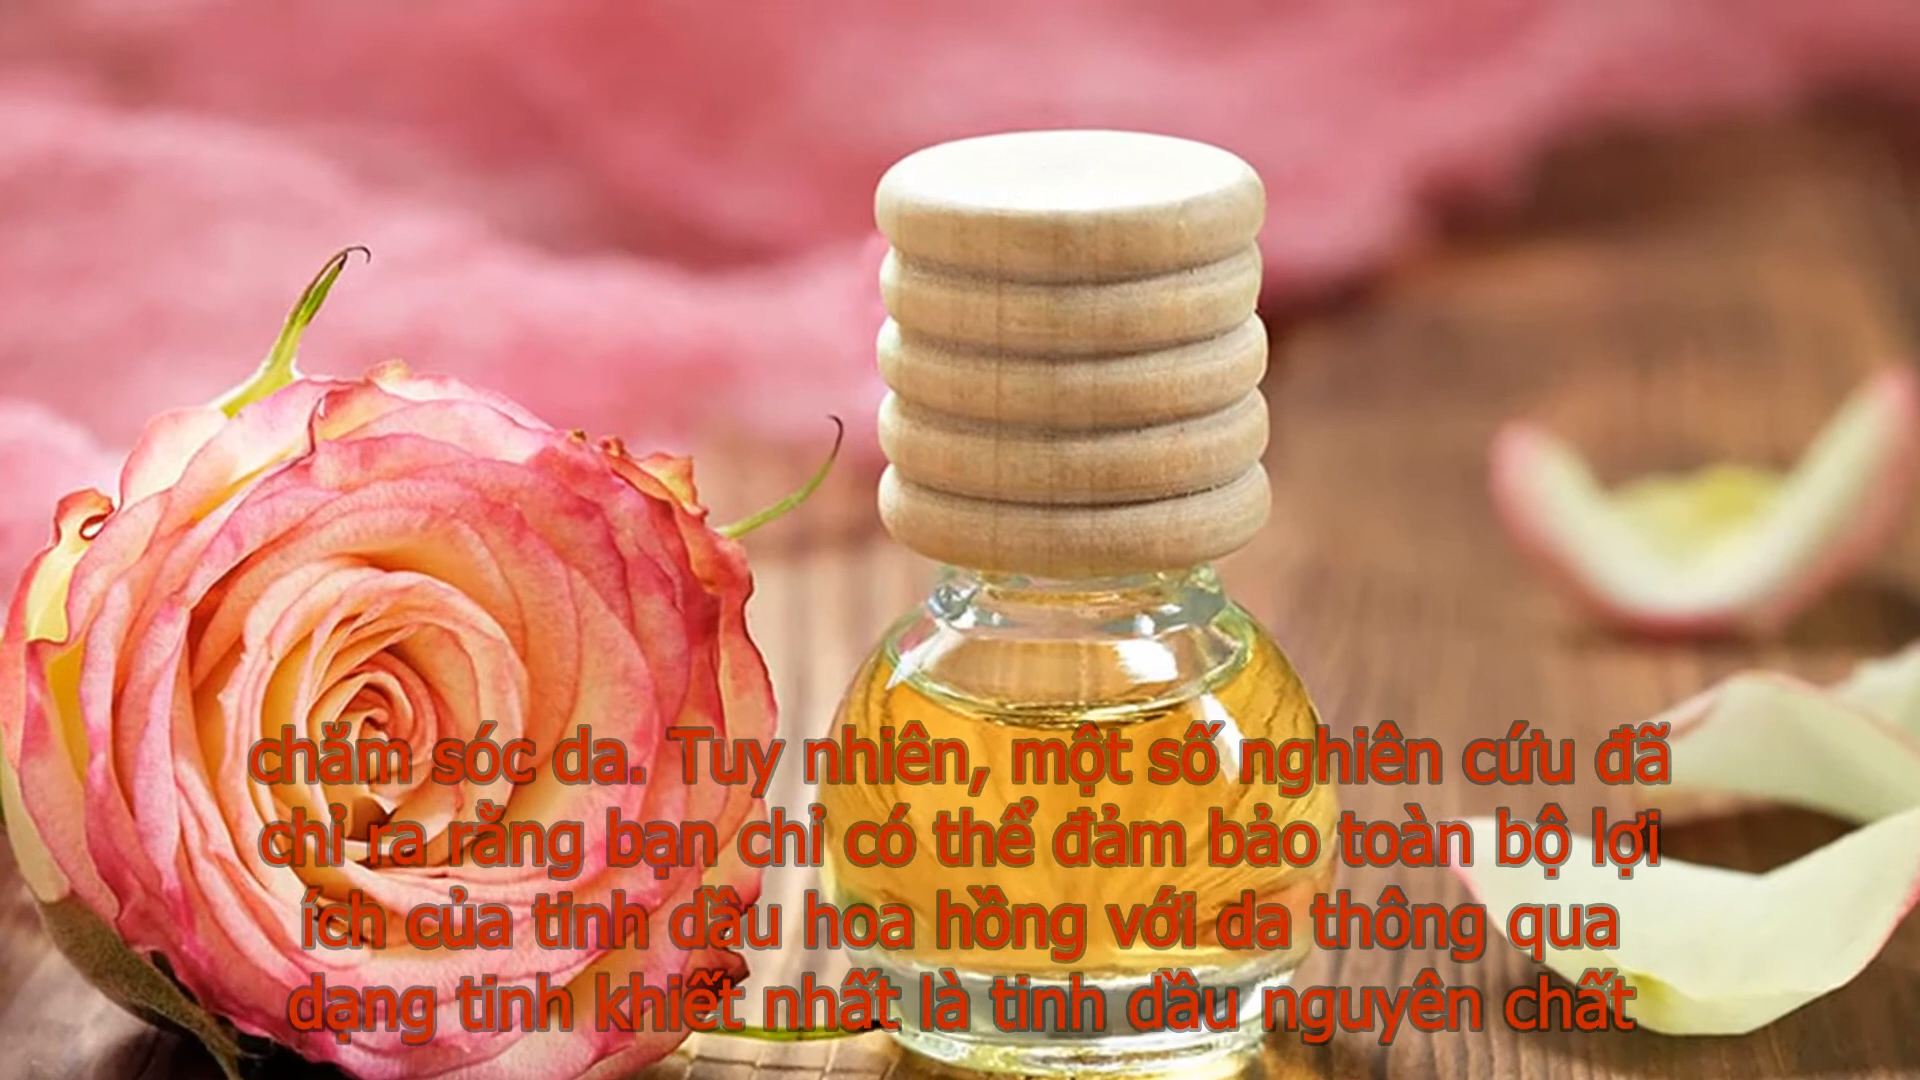 chăm sóc da. Tuy nhiên, một số nghiên cứu đã
chỉ ra rằng bạn chỉ có thể đảm bảo toàn bộ lợi
ích của tinh dầu hoa hồng với da thông qua
dạng tinh khiết nhất là tinh dầu nguyên chất